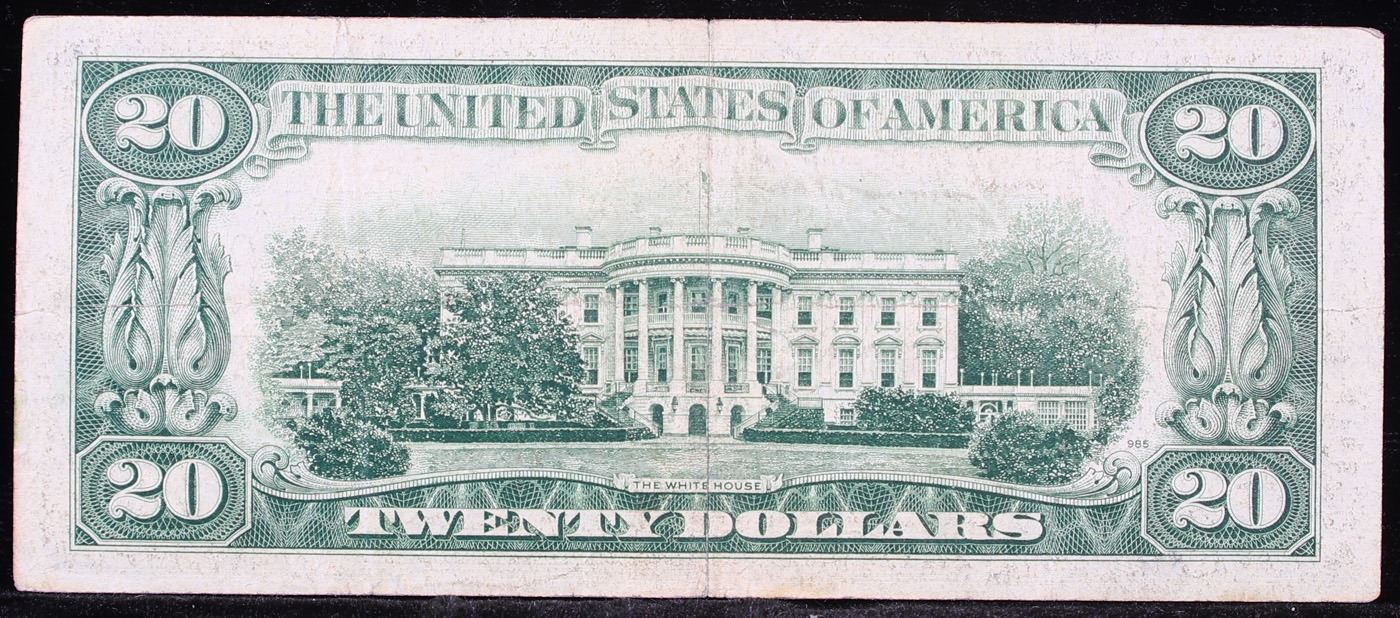 20 THE UNITED STATES OF AMERICA 20
985
THE WHITE HOUSE
20 TWENTY DOLLARS 20